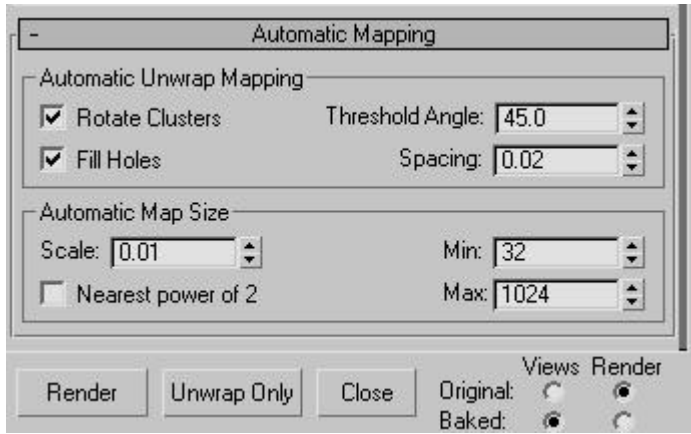 - Automatic Mapping
Automatic Unwrap Mapping
Rotate Clusters Threshold Angle: 45.0
Fill Holes Spacing: 0.02
Automatic Map Size
Scale: 0.01 Min: 32
Nearest power of 2 Max: 1024
Views Render
Render Unwrap Only Close Original:
Baked: